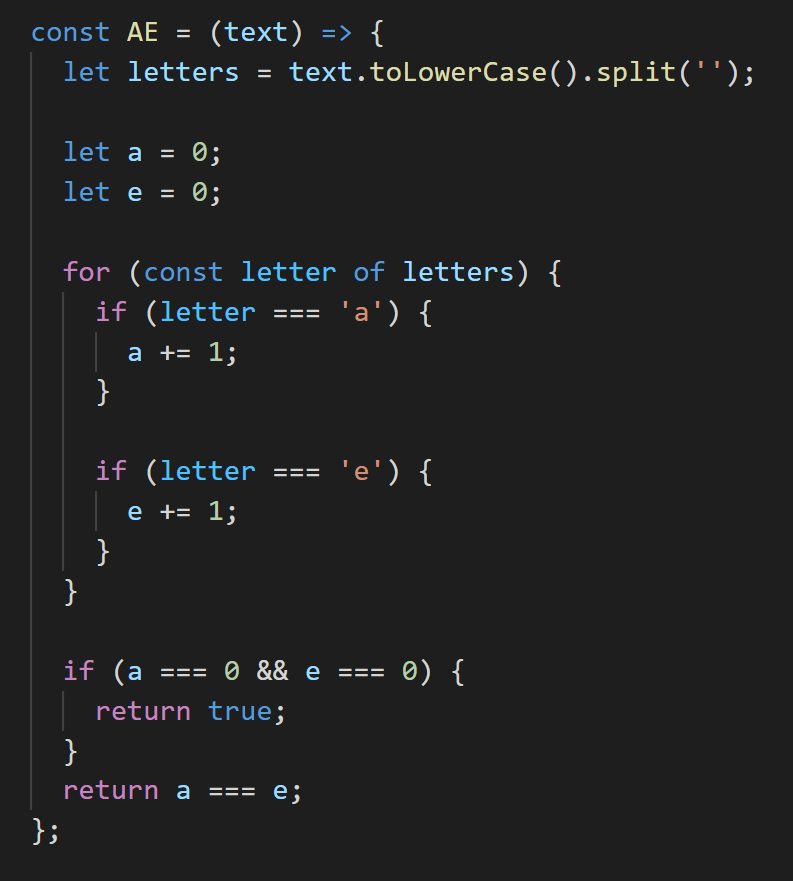 const AE = (text) => {
  let letters = text.toLowerCase().split('');

  let a = 0;
  let e = 0;

  for (const letter of letters) {
    if (letter === 'a') {
      a += 1;
    }

    if (letter === 'e') {
      e += 1;
    }
  }

  if (a === 0 && e === 0) {
    return true;
  }
  return a === e;
};